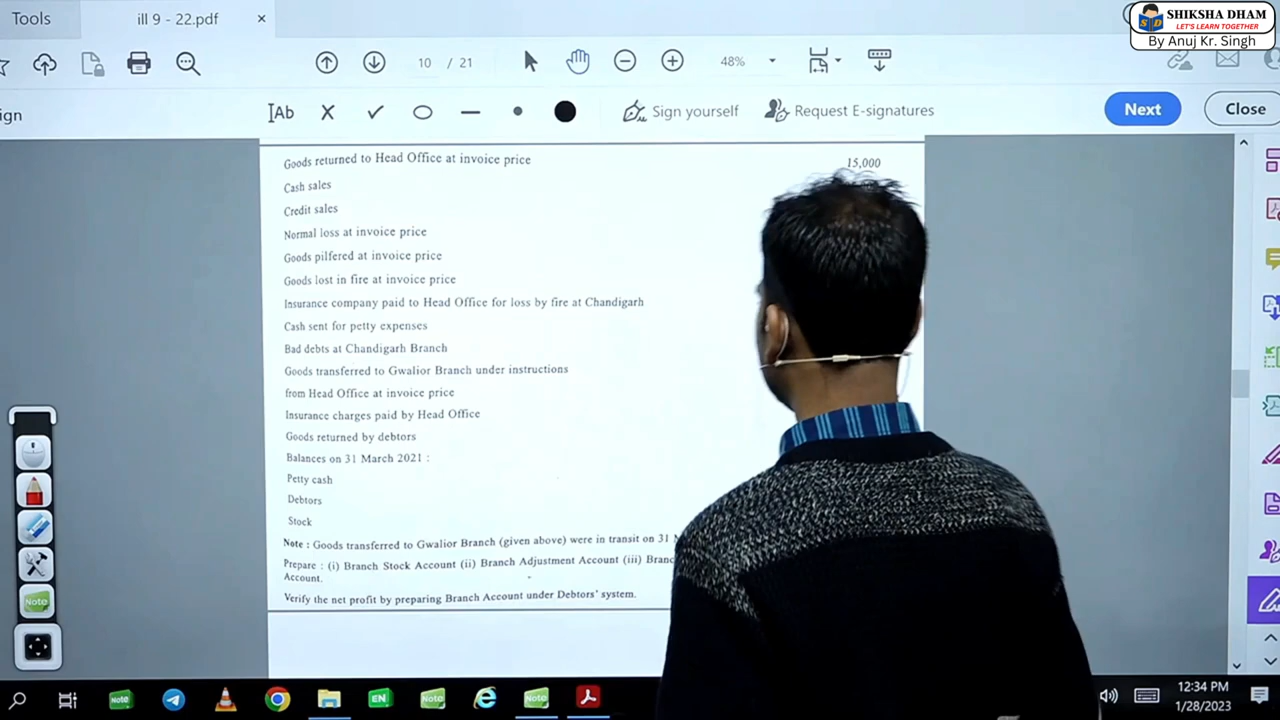 Tools
ill 9 - 22.pdf
×
SHIKSHA DHAM
LET'S LEARN TOGETHER
By Anuj Kr. Singh
10 / 21
48%
ign
Ab
Sign yourself
Request E-signatures
Next
Close
Goods returned to Head Office at invoice price 15,000
Cash sales
Credit sales
Normal loss at invoice price
Goods pilfered at invoice price
Goods lost in fire at invoice price
Insurance company paid to Head Office for loss by fire at Chandigarh
Cash sent for petty expenses
Bad debts at Chandigarh Branch
Goods transferred to Gwalior Branch under instructions
from Head Office at invoice price
Insurance charges paid by Head Office
Goods returned by debtors
Balances on 31 March 2021 :
Petty cash
Debtors
Stock
Note : Goods transferred to Gwalior Branch (given above) were in transit on 31 M
Prepare : (i) Branch Stock Account (ii) Branch Adjustment Account (iii) Branc
Account.
Verify the net profit by preparing Branch Account under Debtors' system.
Note
Note
EN
12:34 PM
1/28/2023